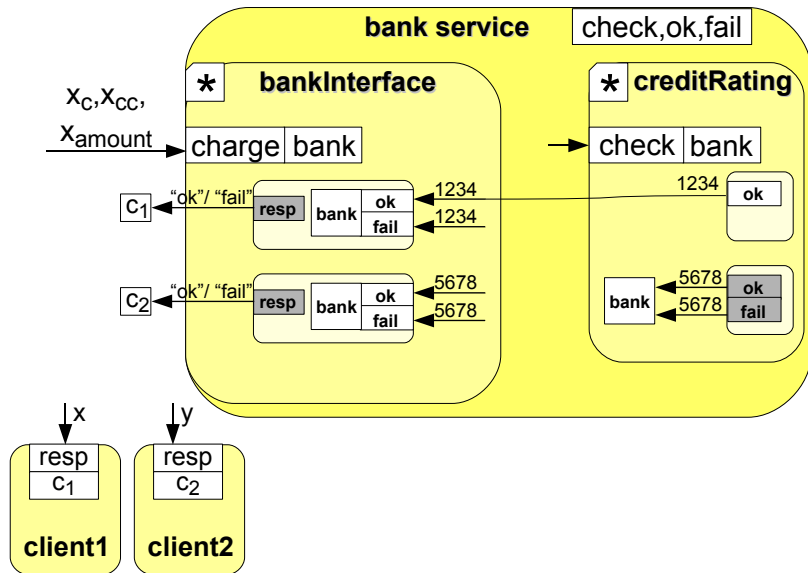 bank service
check,ok,fail
*
bankInterface
*
creditRating
xc,xcc,
xamount
charge
bank
check
bank
c1
“ok”/ “fail”
resp
bank
ok
fail
1234
1234
1234
ok
c2
“ok”/ “fail”
resp
bank
ok
fail
5678
5678
bank
5678
5678
ok
fail
x
y
resp
c1
client1
resp
c2
client2